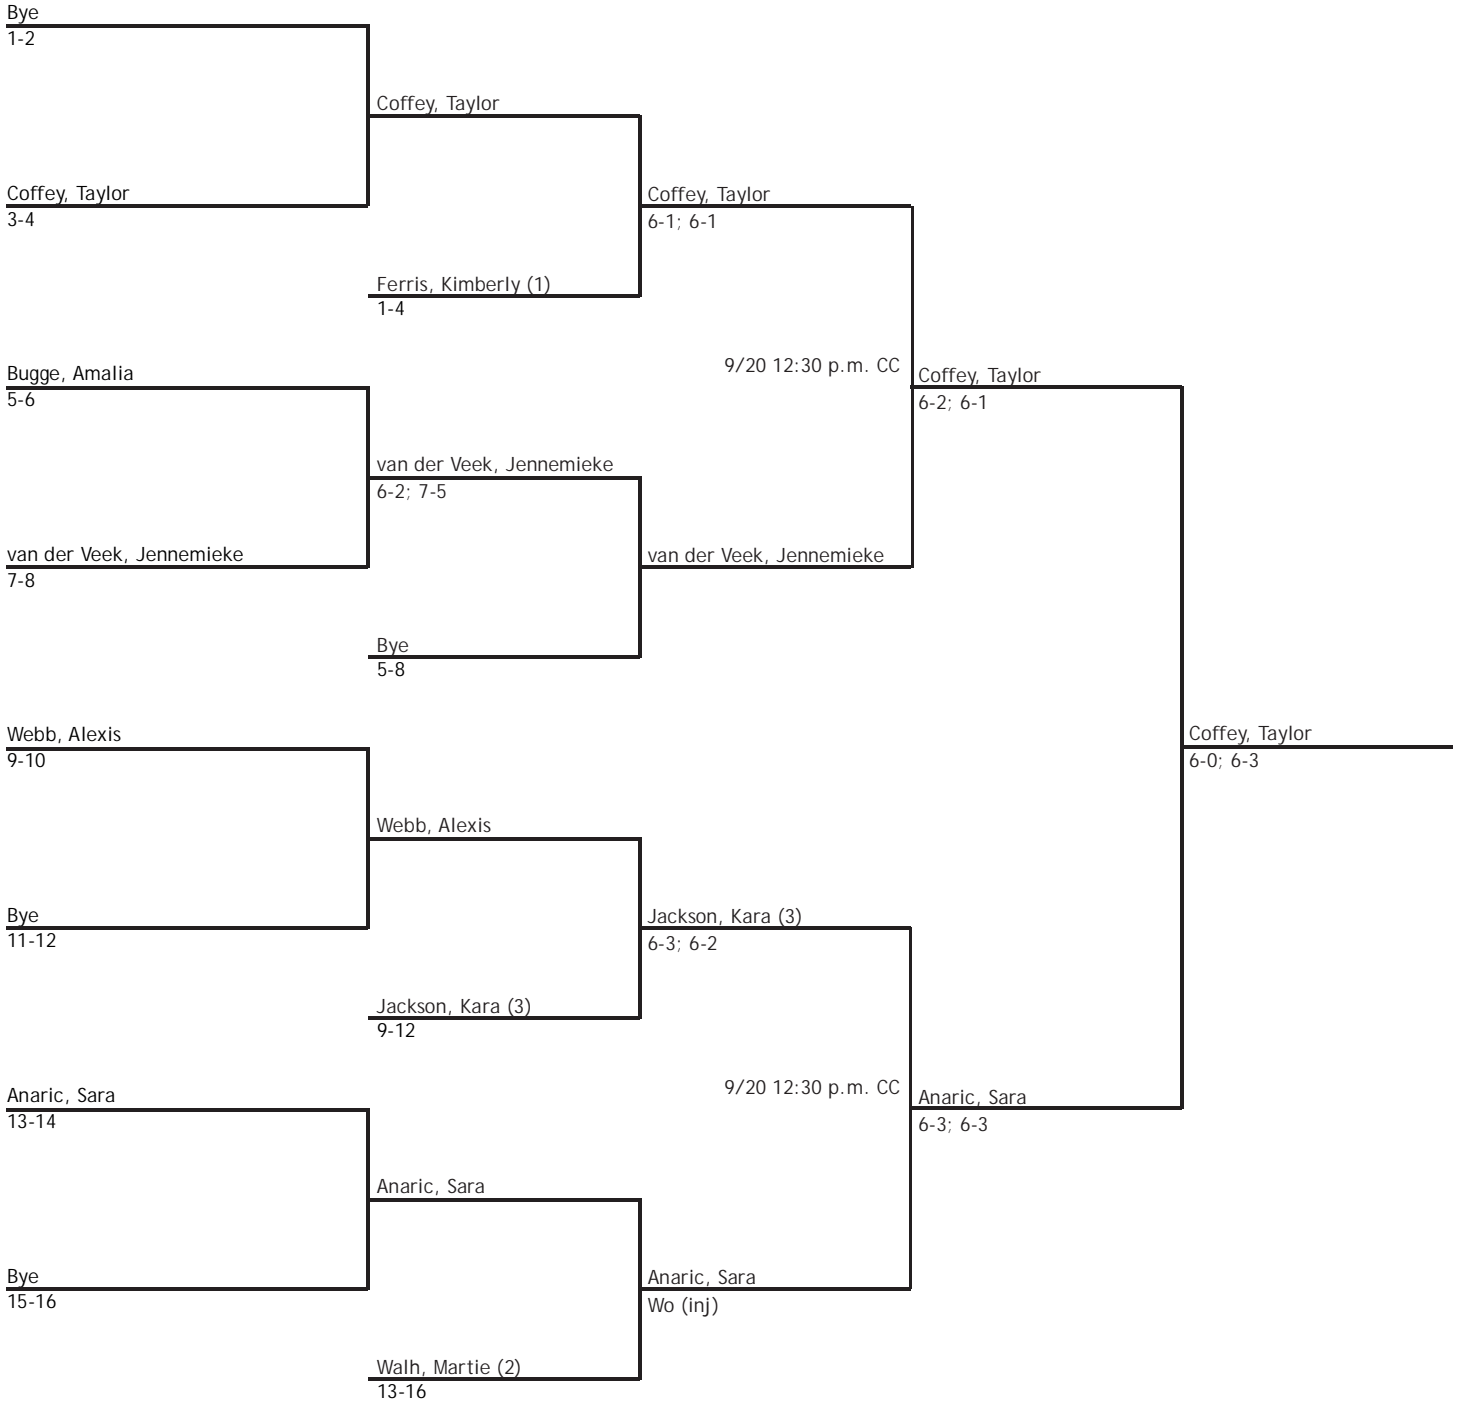 Bye
1-2
Coffey, Taylor
Coffey, Taylor
3-4
Coffey, Taylor
6-1; 6-1
Ferris, Kimberly (1)
1-4
9/20 12:30 p.m. CC
Coffey, Taylor
6-2; 6-1
Bugge, Amalia
5-6
van der Veek, Jennemieke
6-2; 7-5
van der Veek, Jennemieke
7-8
van der Veek, Jennemieke
Bye
5-8
Webb, Alexis
9-10
Coffey, Taylor
6-0; 6-3
Webb, Alexis
Bye
11-12
Jackson, Kara (3)
6-3; 6-2
Jackson, Kara (3)
9-12
9/20 12:30 p.m. CC
Anaric, Sara
6-3; 6-3
Anaric, Sara
13-14
Anaric, Sara
Bye
15-16
Anaric, Sara
Wo (inj)
Walh, Martie (2)
13-16